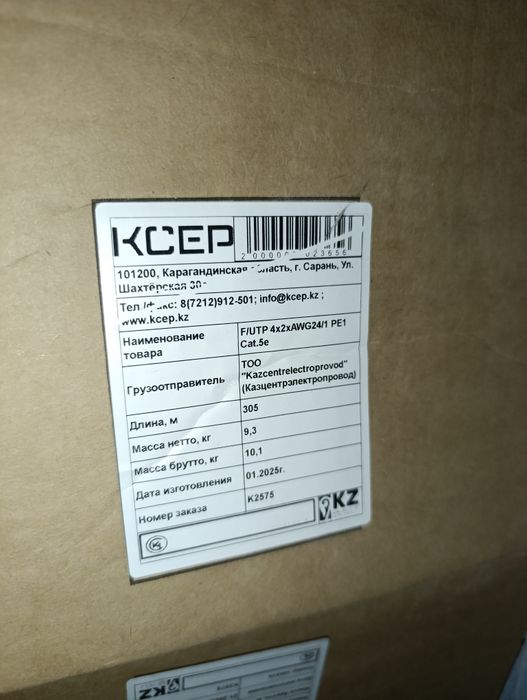 KCEP
101200, Карагандинская область, г. Сарань, Ул.
Шахтёрская
Тел./факс: 8(7212)912-501; info@kcep.kz ;
www.kcep.kz
Наименование товара
F/UTP 4x2xAWG24/1 PE1
Cat.5e
Грузоотправитель
ТОО
"Kazcentrelectroprovod"
(Казцентрэлектропровод)
Длина, м
305
Масса нетто, кг
9,3
Масса брутто, кг
10,1
Дата изготовления
01.2025г.
Номер заказа
K2575
KZ
KZ